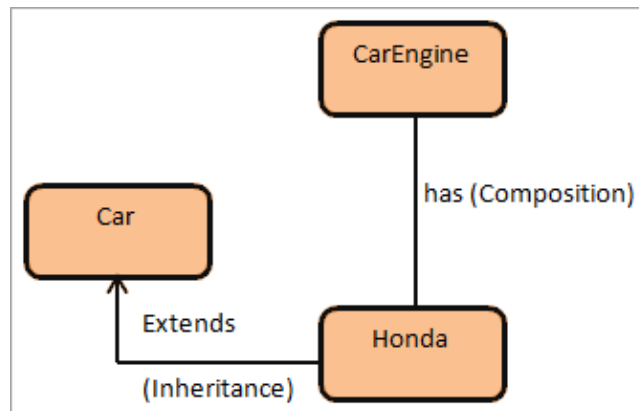 CarEngine
has (Composition)
Car
Extends
Honda
(Inheritance)